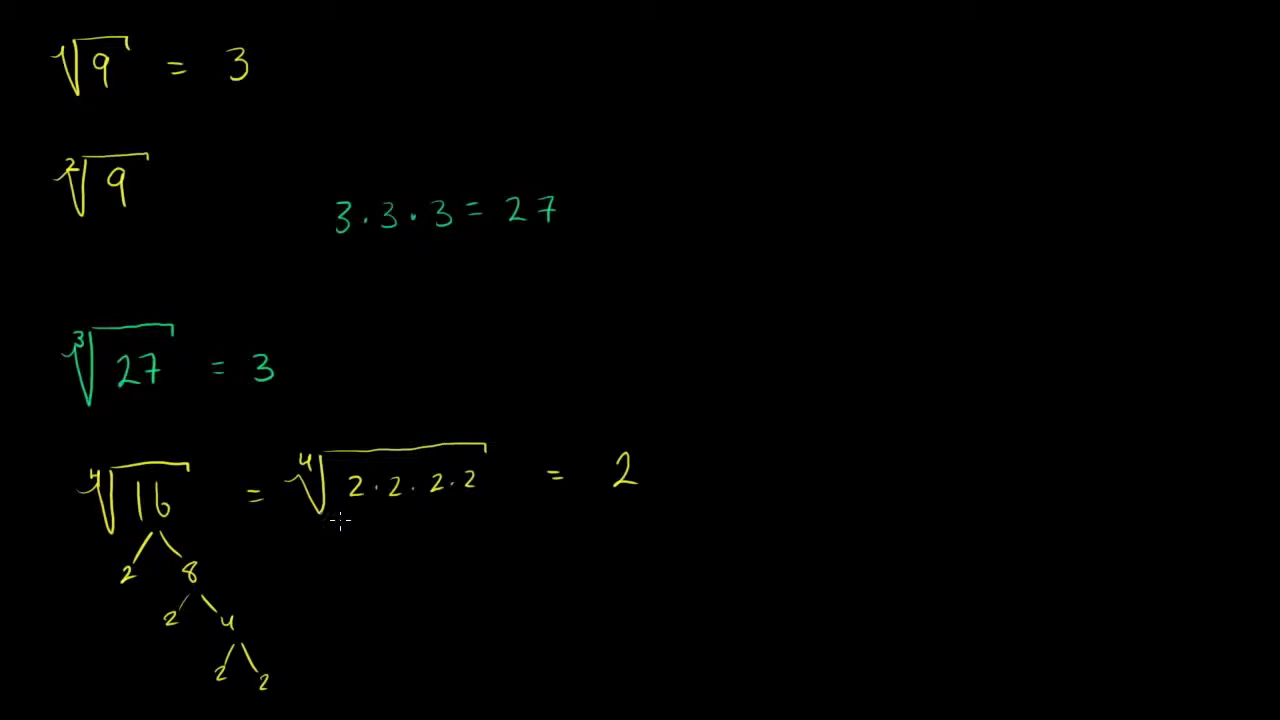 √9 = 3
²√9
3·3·3 = 27
³√27 = 3
⁴√16 = ⁴√2·2·2·2 = 2
2 8
2 4
2 2